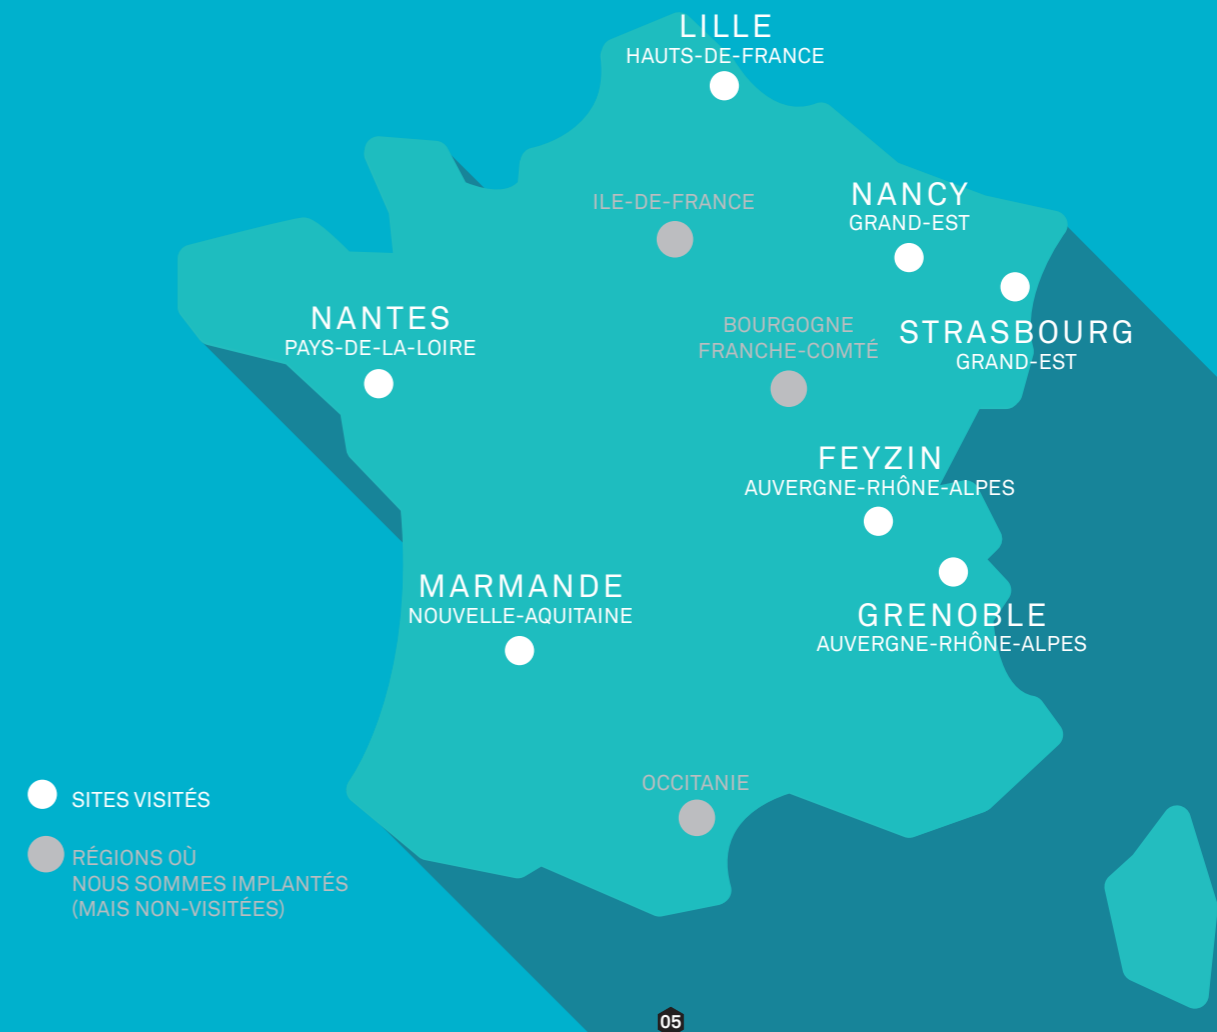 LILLE
HAUTS-DE-FRANCE
ILE-DE-FRANCE
NANCY
GRAND-EST
NANTES
PAYS-DE-LA-LOIRE
BOURGOGNE
FRANCHE-COMTÉ
STRASBOURG
GRAND-EST
FEYZIN
AUVERGNE-RHÔNE-ALPES
MARMANDE
NOUVELLE-AQUITAINE
GRENOBLE
AUVERGNE-RHÔNE-ALPES
OCCITANIE
SITES VISITÉS
RÉGIONS OÙ
NOUS SOMMES IMPLANTÉS
(MAIS NON-VISITÉES)
05